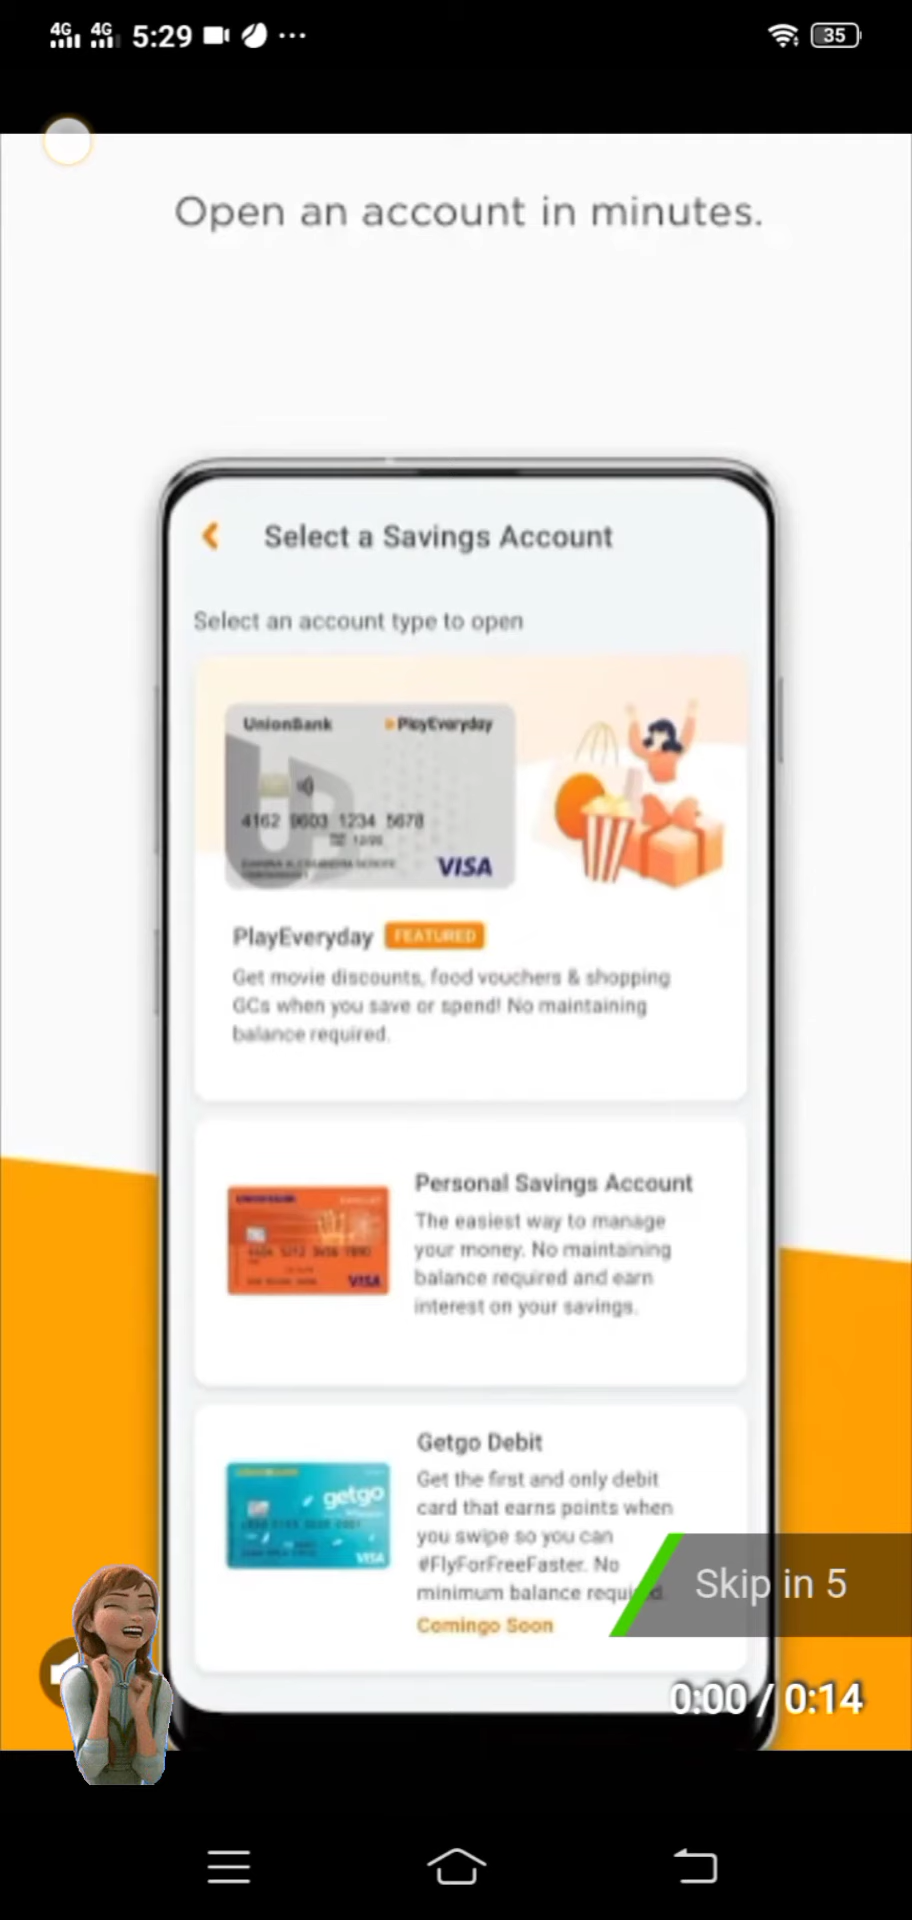 4G 4G 5:29 35
Open an account in minutes.
Select a Savings Account
Select an account type to open
UnionBank PlayEveryday
4162 1234 5678
VISA
PlayEveryday FEATURED
Get movie discounts, food vouchers & shopping
GCs when you save or spend! No maintaining
balance required.
Personal Savings Account
The easiest way to manage
your money. No maintaining
balance required and earn
interest on your savings.
VISA
Getgo Debit
Get the first and only debit
card that earns points when
you swipe so you can
#FlyForFreeFaster. No
minimum balance
Comingo Soon
getgo
VISA
Skip in 5
0:00 / 0:14